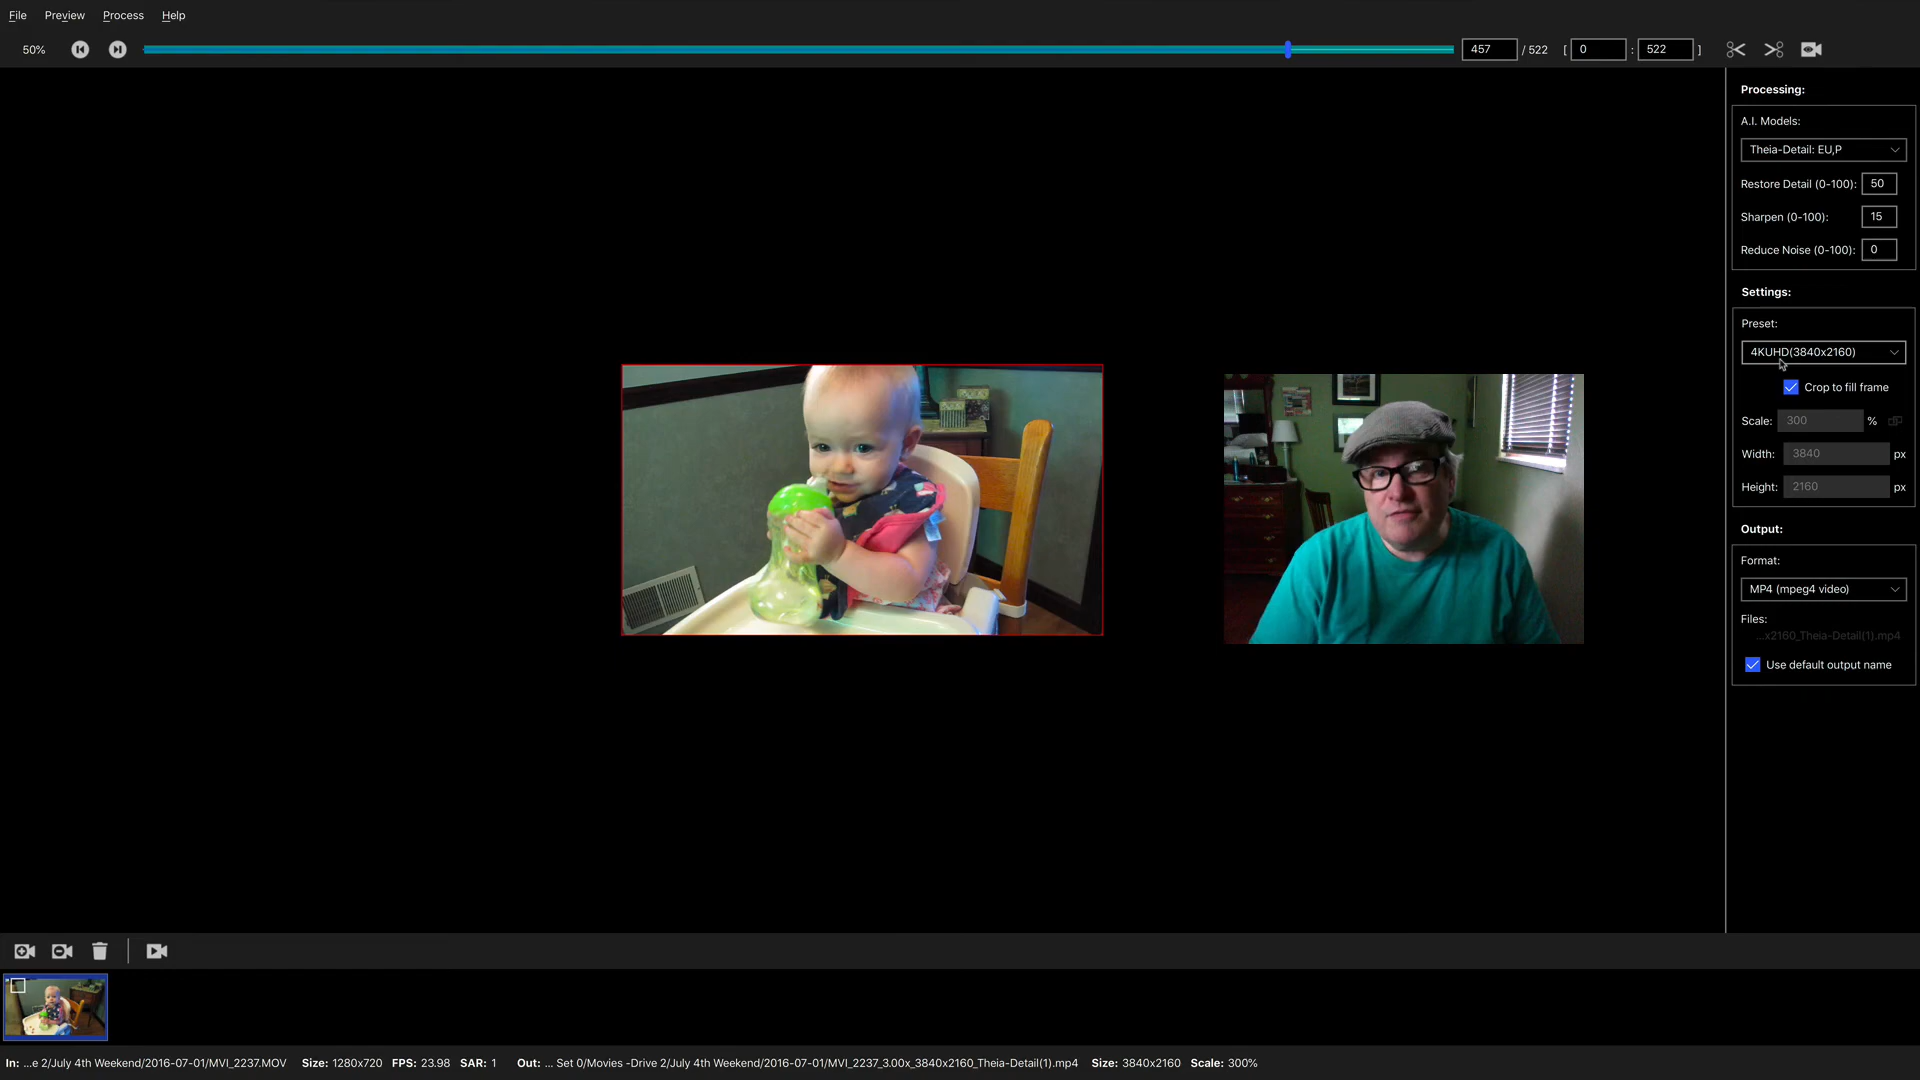 File Preview Process Help
50% 457 / 522 [ 0 : 522 ]
Processing:
A.I. Models:
Theia-Detail: EU,P
Restore Detail (0-100): 50
Sharpen (0-100): 15
Reduce Noise (0-100): 0
Settings:
Preset:
4KUHD(3840x2160)
Crop to fill frame
Scale: 300 %
Width: 3840 px
Height: 2160 px
Output:
Format:
MP4 (mpeg4 video)
Files:
...x2160_Theia-Detail(1).mp4
Use default output name
In: ...e 2/July 4th Weekend/2016-07-01/MVI_2237.MOV Size: 1280x720 FPS: 23.98 SAR: 1 Out: ... Set 0/Movies -Drive 2/July 4th Weekend/2016-07-01/MVI_2237_3.00x_3840x2160_Theia-Detail(1).mp4 Size: 3840x2160 Scale: 300%